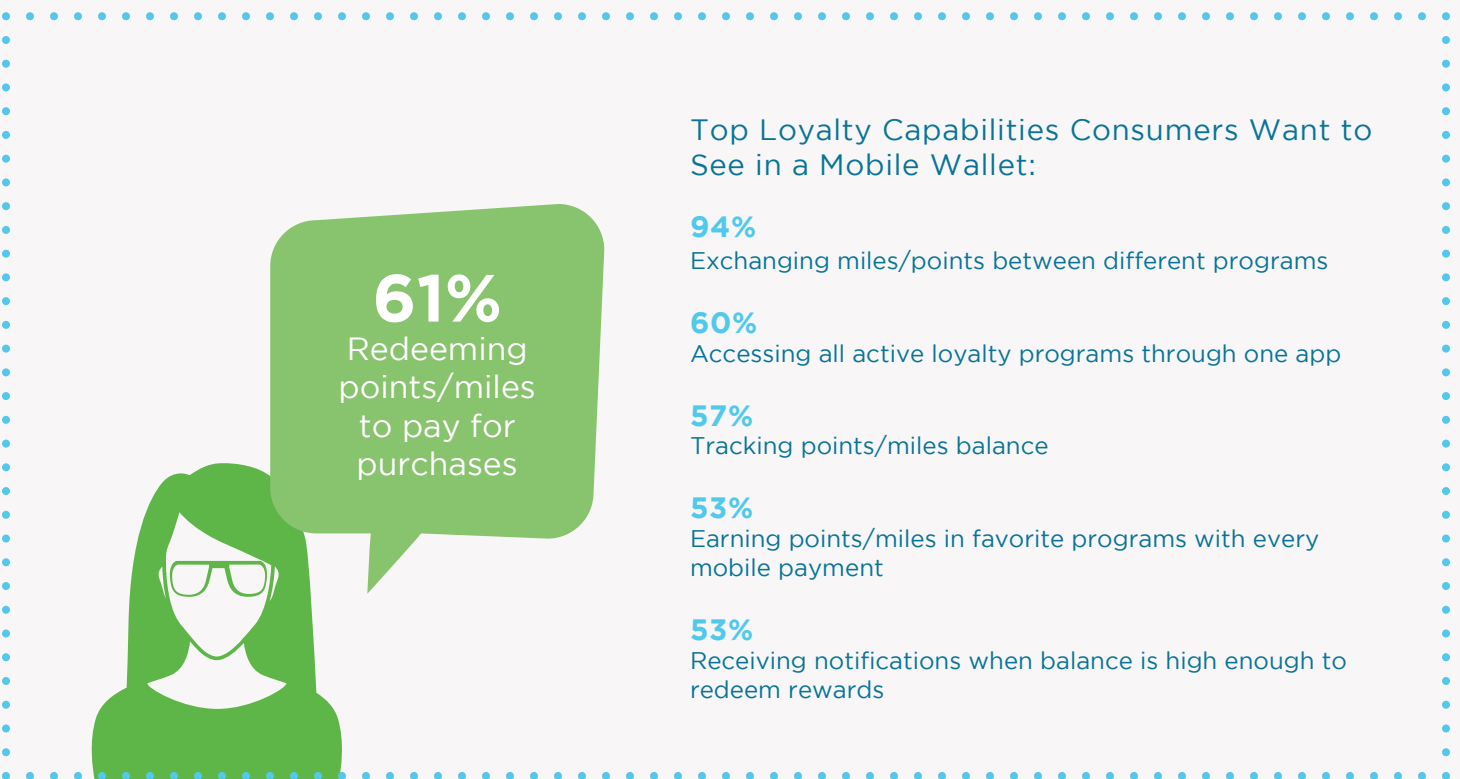 61%
Redeeming
points/miles
to pay for
purchases
Top Loyalty Capabilities Consumers Want to
See in a Mobile Wallet:
94%
Exchanging miles/points between different programs
60%
Accessing all active loyalty programs through one app
57%
Tracking points/miles balance
53%
Earning points/miles in favorite programs with every
mobile payment
53%
Receiving notifications when balance is high enough to
redeem rewards